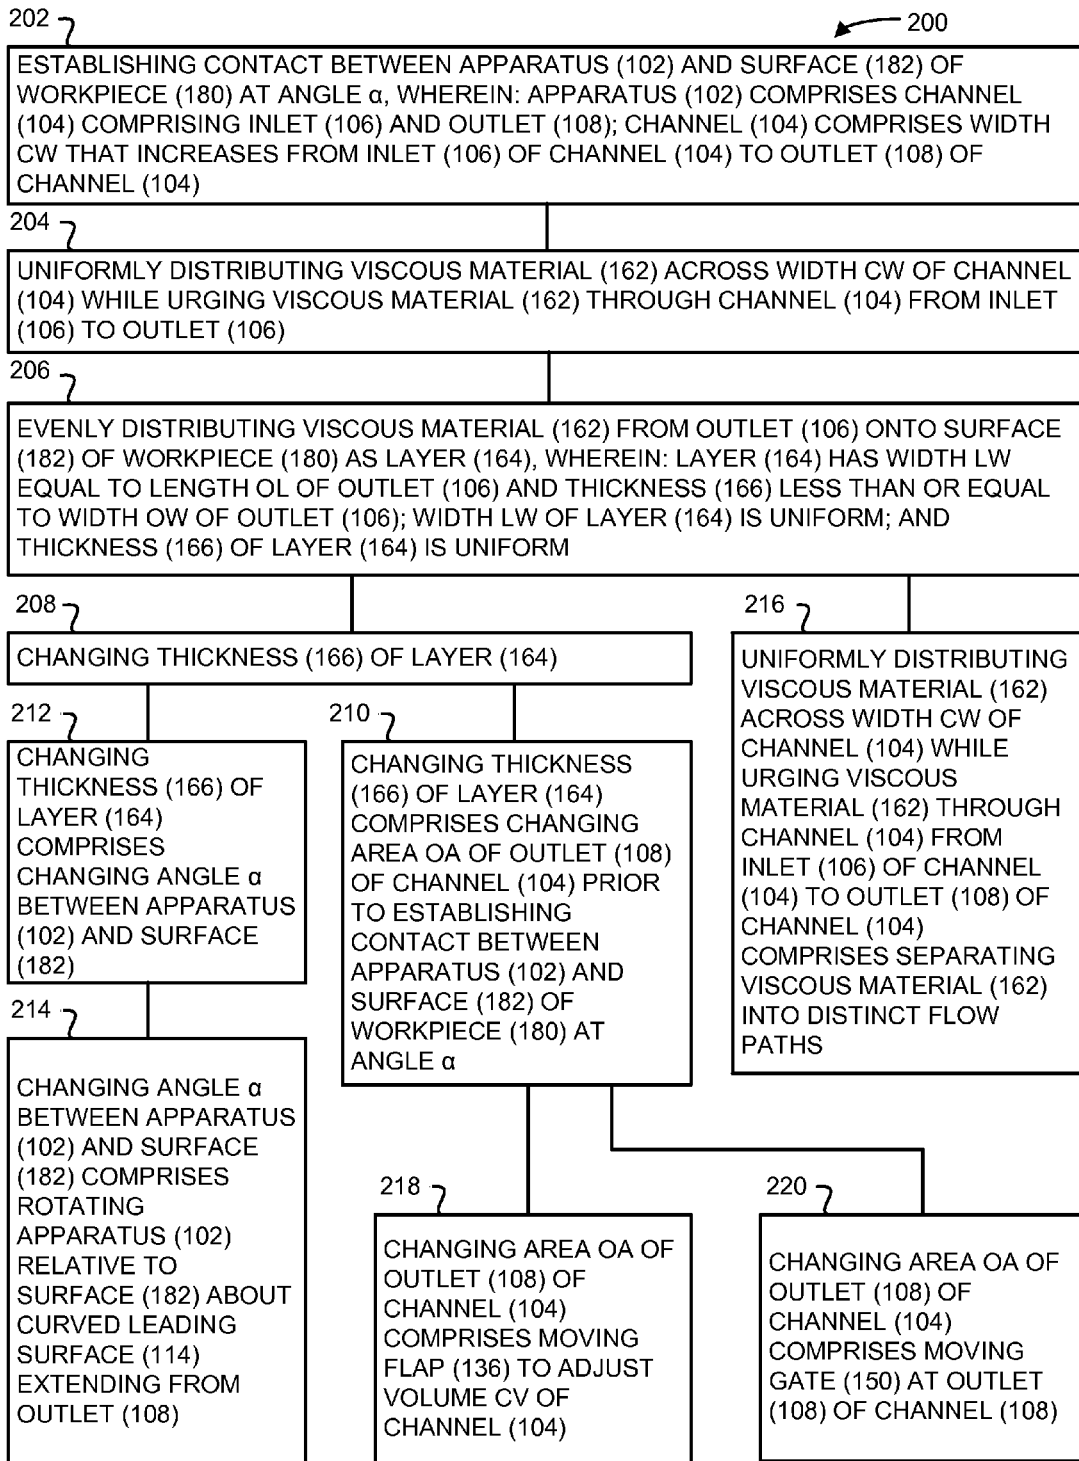 202
200
ESTABLISHING CONTACT BETWEEN APPARATUS (102) AND SURFACE (182) OF
WORKPIECE (180) AT ANGLE α, WHEREIN: APPARATUS (102) COMPRISES CHANNEL
(104) COMPRISING INLET (106) AND OUTLET (108); CHANNEL (104) COMPRISES WIDTH
CW THAT INCREASES FROM INLET (106) OF CHANNEL (104) TO OUTLET (108) OF
CHANNEL (104)
204
UNIFORMLY DISTRIBUTING VISCOUS MATERIAL (162) ACROSS WIDTH CW OF CHANNEL
(104) WHILE URGING VISCOUS MATERIAL (162) THROUGH CHANNEL (104) FROM INLET
(106) TO OUTLET (106)
206
EVENLY DISTRIBUTING VISCOUS MATERIAL (162) FROM OUTLET (106) ONTO SURFACE
(182) OF WORKPIECE (180) AS LAYER (164), WHEREIN: LAYER (164) HAS WIDTH LW
EQUAL TO LENGTH OL OF OUTLET (106) AND THICKNESS (166) LESS THAN OR EQUAL
TO WIDTH OW OF OUTLET (106); WIDTH LW OF LAYER (164) IS UNIFORM; AND
THICKNESS (166) OF LAYER (164) IS UNIFORM
208
CHANGING THICKNESS (166) OF LAYER (164)
212
CHANGING
THICKNESS (166) OF
LAYER (164)
COMPRISES
CHANGING ANGLE α
BETWEEN APPARATUS
(102) AND SURFACE
(182)
214
CHANGING ANGLE α
BETWEEN APPARATUS
(102) AND SURFACE
(182) COMPRISES
ROTATING
APPARATUS (102)
RELATIVE TO
SURFACE (182) ABOUT
CURVED LEADING
SURFACE (114)
EXTENDING FROM
OUTLET (108)
210
CHANGING THICKNESS
(166) OF LAYER (164)
COMPRISES CHANGING
AREA OA OF OUTLET (108)
OF CHANNEL (104) PRIOR
TO ESTABLISHING
CONTACT BETWEEN
APPARATUS (102) AND
SURFACE (182) OF
WORKPIECE (180) AT
ANGLE α
216
UNIFORMLY DISTRIBUTING
VISCOUS MATERIAL (162)
ACROSS WIDTH CW OF
CHANNEL (104) WHILE
URGING VISCOUS
MATERIAL (162) THROUGH
CHANNEL (104) FROM
INLET (106) OF CHANNEL
(104) TO OUTLET (108) OF
CHANNEL (104)
COMPRISES SEPARATING
VISCOUS MATERIAL (162)
INTO DISTINCT FLOW
PATHS
218
CHANGING AREA OA OF
OUTLET (108) OF
CHANNEL (104)
COMPRISES MOVING
FLAP (136) TO ADJUST
VOLUME CV OF
CHANNEL (104)
220
CHANGING AREA OA OF
OUTLET (108) OF
CHANNEL (104)
COMPRISES MOVING
GATE (150) AT OUTLET
(108) OF CHANNEL (108)